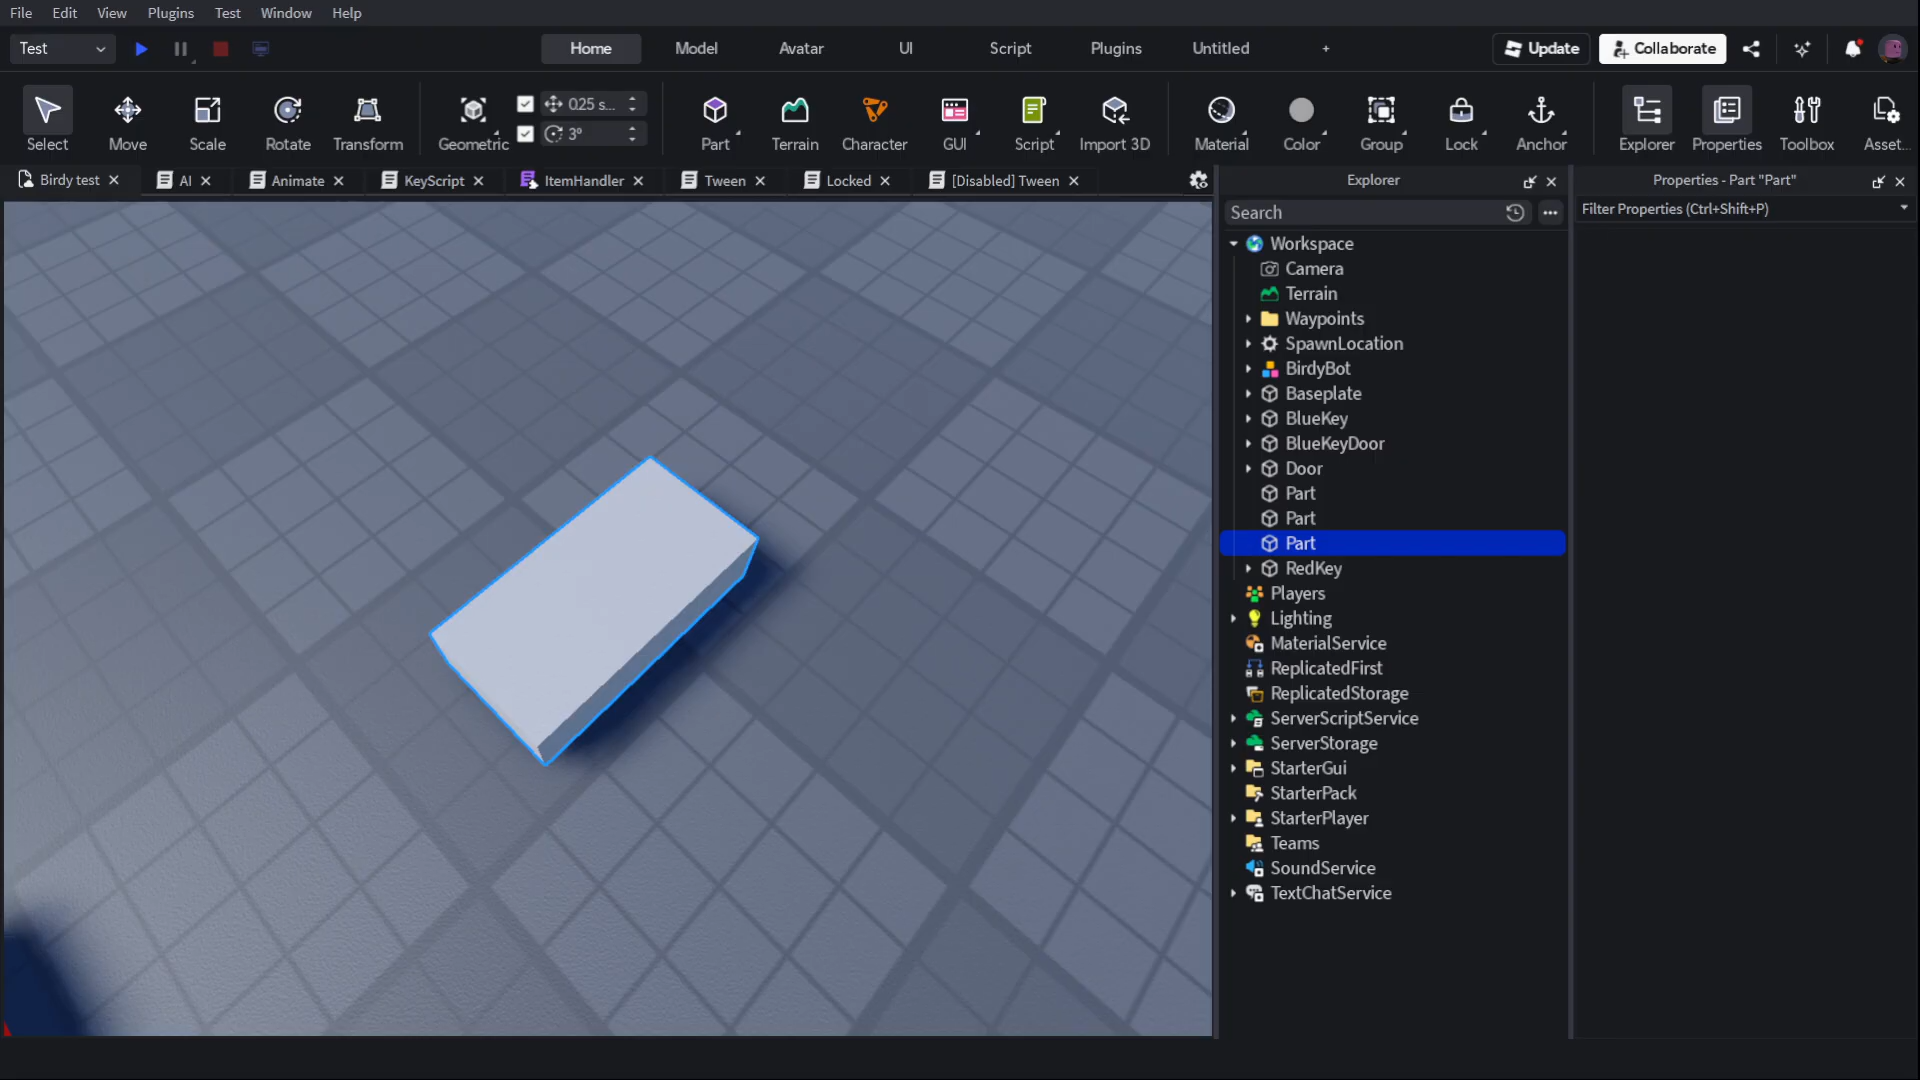 File Edit View Plugins Test Window Help
Test Home Model Avatar UI Script Plugins Untitled + Update Collaborate
0.25 s...
3°
Select Move Scale Rotate Transform Geometric Part Terrain Character GUI Script Import 3D Material Color Group Lock Anchor Explorer Properties Toolbox Asset...
Birdy test AI Animate KeyScript ItemHandler Tween Locked [Disabled] Tween
Explorer
Search
Workspace
Camera
Terrain
Waypoints
SpawnLocation
BirdyBot
Baseplate
BlueKey
BlueKeyDoor
Door
Part
Part
Part
RedKey
Players
Lighting
MaterialService
ReplicatedFirst
ReplicatedStorage
ServerScriptService
ServerStorage
StarterGui
StarterPack
StarterPlayer
Teams
SoundService
TextChatService
Properties - Part "Part"
Filter Properties (Ctrl+Shift+P)